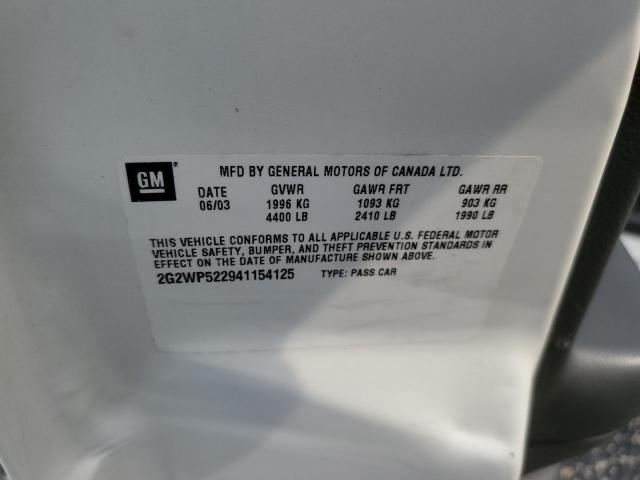 GM
MFD BY GENERAL MOTORS OF CANADA LTD.
DATE GVWR GAWR FRT GAWR RR
06/03 1996 KG 1093 KG 903 KG
4400 LB 2410 LB 1990 LB
THIS VEHICLE CONFORMS TO ALL APPLICABLE U.S. FEDERAL MOTOR
VEHICLE SAFETY, BUMPER, AND THEFT PREVENTION STANDARDS IN
EFFECT ON THE DATE OF MANUFACTURE SHOWN ABOVE.
2G2WP522941154125 TYPE: PASS CAR